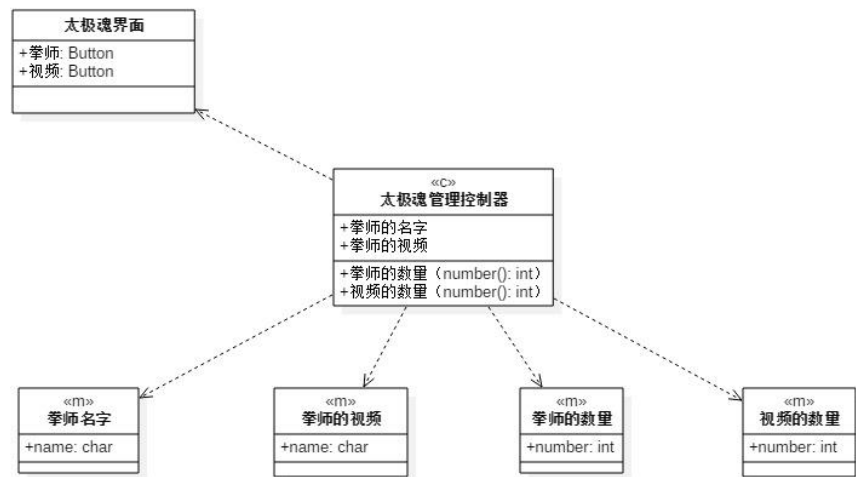 太极魂界面
+拳师: Button
+视频: Button
«c»
太极魂管理控制器
+拳师的名字
+拳师的视频
+拳师的数量（number(): int）
+视频的数量（number(): int）
«m»
拳师名字
+name: char
«m»
拳师的视频
+name: char
«m»
拳师的数量
+number: int
«m»
视频的数量
+number: int